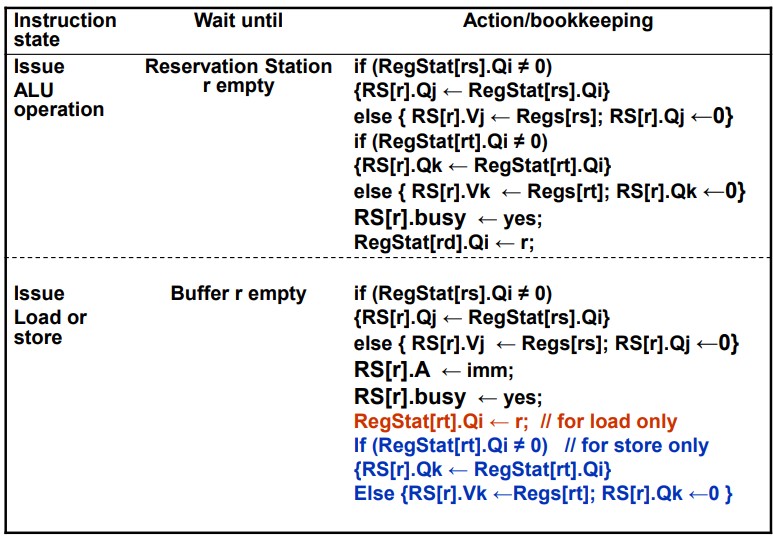 Instruction state Wait until Action/bookkeeping
Issue Reservation Station if (RegStat[rs].Qi ≠ 0)
ALU r empty {RS[r].Qj ← RegStat[rs].Qi}
operation else { RS[r].Vj ← Regs[rs]; RS[r].Qj ←0}
if (RegStat[rt].Qi ≠ 0)
{RS[r].Qk ← RegStat[rt].Qi}
else { RS[r].Vk ← Regs[rt]; RS[r].Qk ←0}
RS[r].busy ← yes;
RegStat[rd].Qi ← r;
Issue Buffer r empty if (RegStat[rs].Qi ≠ 0)
Load or {RS[r].Qj ← RegStat[rs].Qi}
store else { RS[r].Vj ← Regs[rs]; RS[r].Qj ←0}
RS[r].A ← imm;
RS[r].busy ← yes;
RegStat[rt].Qi ← r; // for load only
If (RegStat[rt].Qi ≠ 0) // for store only
{RS[r].Qk ← RegStat[rt].Qi}
Else {RS[r].Vk ←Regs[rt]; RS[r].Qk ←0 }